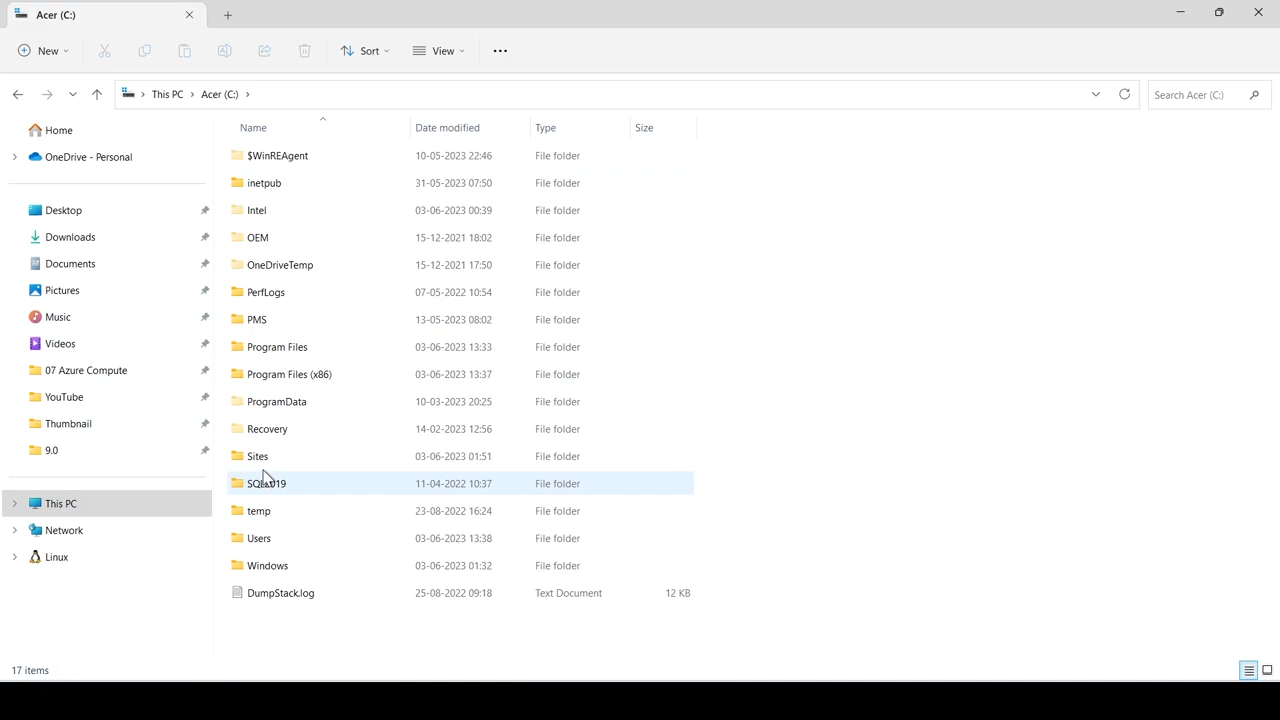 Acer (C:)
New
Sort
View
This PC
Acer (C:)
Search Acer (C:)
Home
OneDrive - Personal
Desktop
Downloads
Documents
Pictures
Music
Videos
07 Azure Compute
YouTube
Thumbnail
9.0
This PC
Network
Linux
Name Date modified Type Size
$WinREAgent 10-05-2023 22:46 File folder
inetpub 31-05-2023 07:50 File folder
Intel 03-06-2023 00:39 File folder
OEM 15-12-2021 18:02 File folder
OneDriveTemp 15-12-2021 17:50 File folder
PerfLogs 07-05-2022 10:54 File folder
PMS 13-05-2023 08:02 File folder
Program Files 03-06-2023 13:33 File folder
Program Files (x86) 03-06-2023 13:37 File folder
ProgramData 10-03-2023 20:25 File folder
Recovery 14-02-2023 12:56 File folder
Sites 03-06-2023 01:51 File folder
11-04-2022 10:37 File folder
temp 23-08-2022 16:24 File folder
Users 03-06-2023 13:38 File folder
Windows 03-06-2023 01:32 File folder
DumpStack.log 25-08-2022 09:18 Text Document 12 KB
17 items